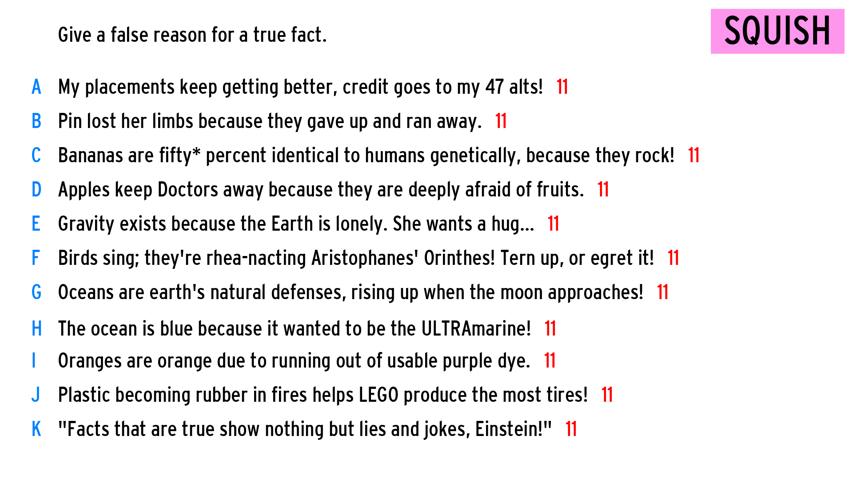 Give a false reason for a true fact.
SQUISH
A My placements keep getting better, credit goes to my 47 alts! 11
B Pin lost her limbs because they gave up and ran away. 11
C Bananas are fifty* percent identical to humans genetically, because they rock! 11
D Apples keep Doctors away because they are deeply afraid of fruits. 11
E Gravity exists because the Earth is lonely. She wants a hug... 11
F Birds sing; they're rhea-nacting Aristophanes' Orinthes! Tern up, or egret it! 11
G Oceans are earth's natural defenses, rising up when the moon approaches! 11
H The ocean is blue because it wanted to be the ULTRAmarine! 11
I Oranges are orange due to running out of usable purple dye. 11
J Plastic becoming rubber in fires helps LEGO produce the most tires! 11
K "Facts that are true show nothing but lies and jokes, Einstein!" 11